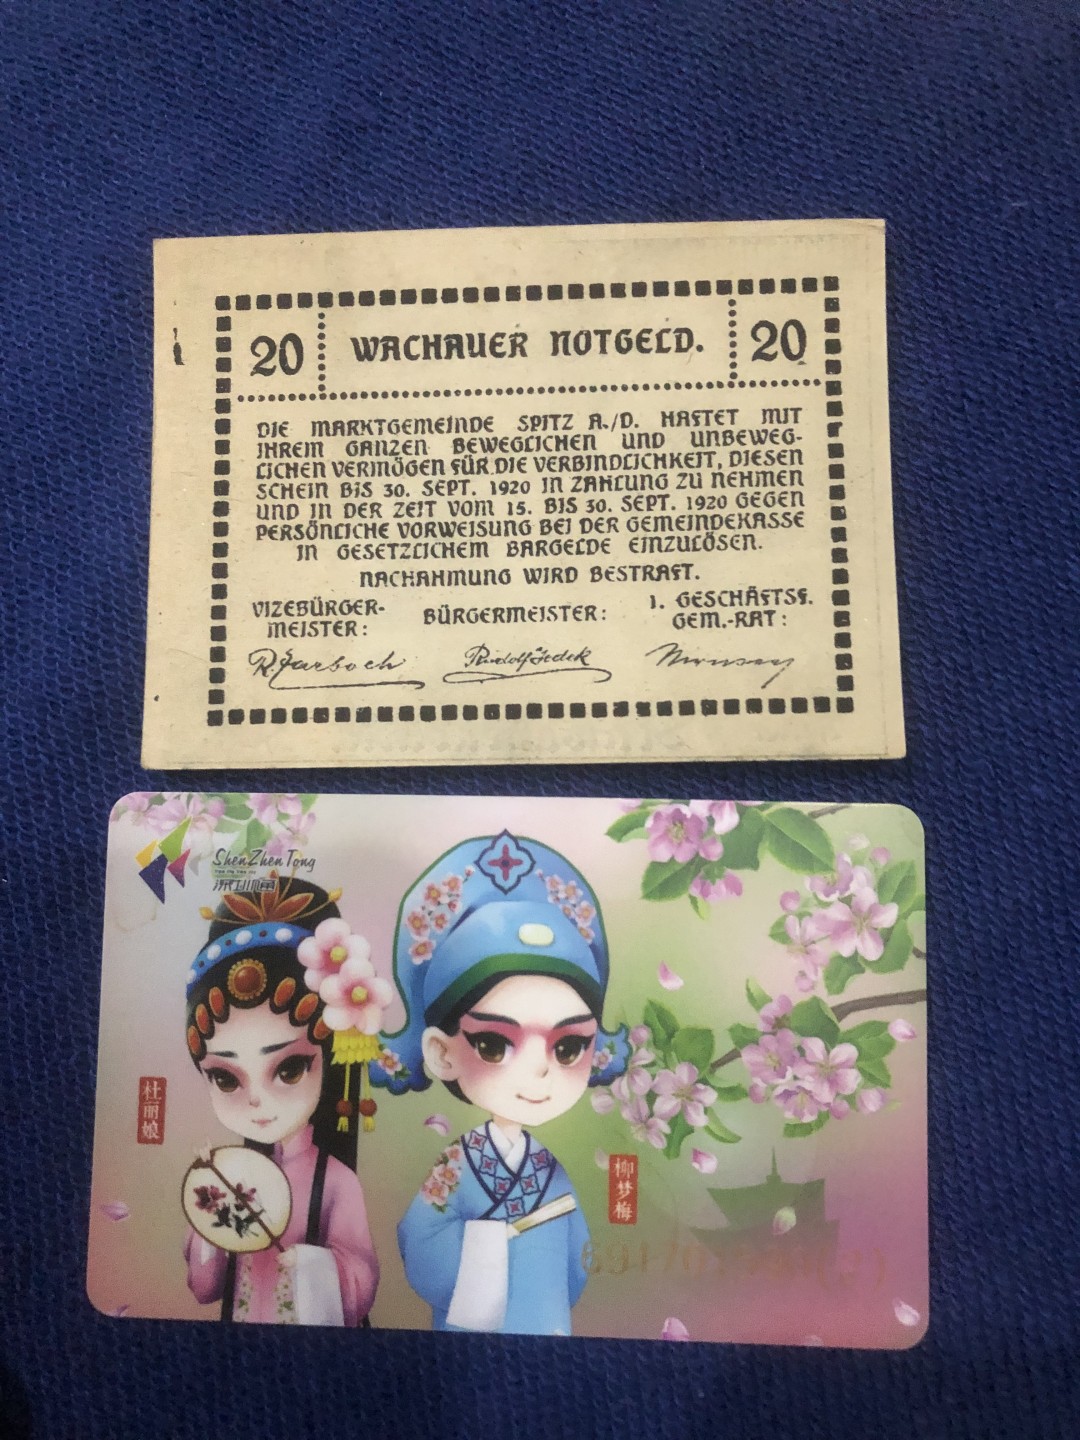 20 WACHAUER NOTGELD. 20
DIE MARKTGEMEINDE SPITZ A./D. HAFTET MIT
IHREM GANZEN BEWEGLICHEN UND UNBEWEG-
LICHEN VERMÖGEN FÜR DIE VERBINDLICHKEIT, DIESEN
SCHEIN BIS 30. SEPT. 1920 IN ZAHLUNG ZU NEHMEN
UND IN DER ZEIT VOM 15. BIS 30. SEPT. 1920 GEGEN
PERSÖNLICHE VORWEISUNG BEI DER GEMEINDEKASSE
IN GESETZLICHEM BARGELDE EINZULÖSEN.
NACHAHMUNG WIRD BESTRAFT.
VIZEBÜRGER-
MEISTER:
BÜRGERMEISTER:
1. GESCHÄFTSF.
GEM.-RAT:
Rudolf
ShenZhen Tong
杜丽娘
柳梦梅